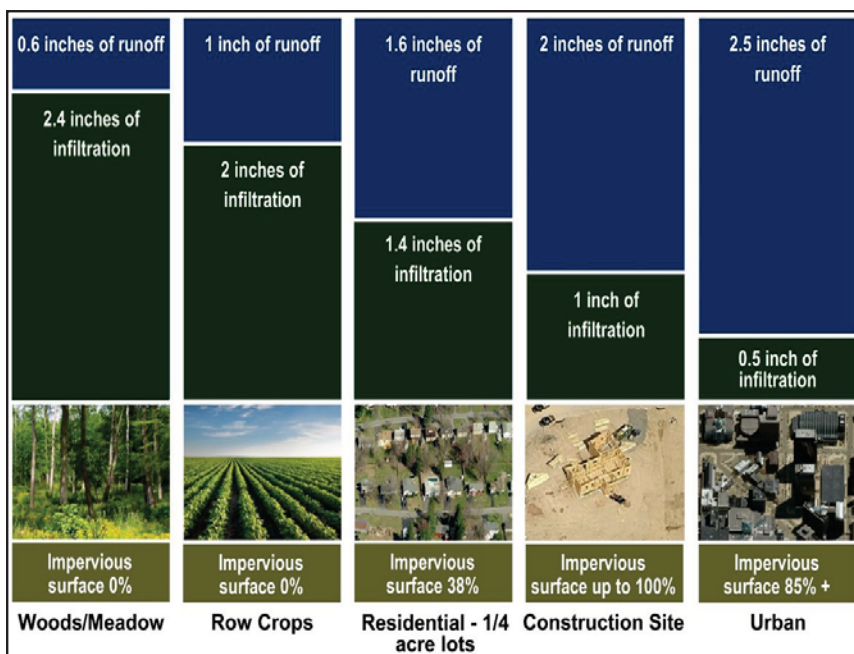 0.6 inches of runoff
2.4 inches of
infiltration
Impervious
surface 0%
Woods/Meadow
1 inch of runoff
2 inches of
infiltration
Impervious
surface 0%
Row Crops
1.6 inches of
runoff
1.4 inches of
infiltration
Impervious
surface 38%
Residential - 1/4
acre lots
2 inches of runoff
1 inch of
infiltration
Impervious
surface up to 100%
Construction Site
2.5 inches of
runoff
0.5 inch of
infiltration
Impervious
surface 85% +
Urban